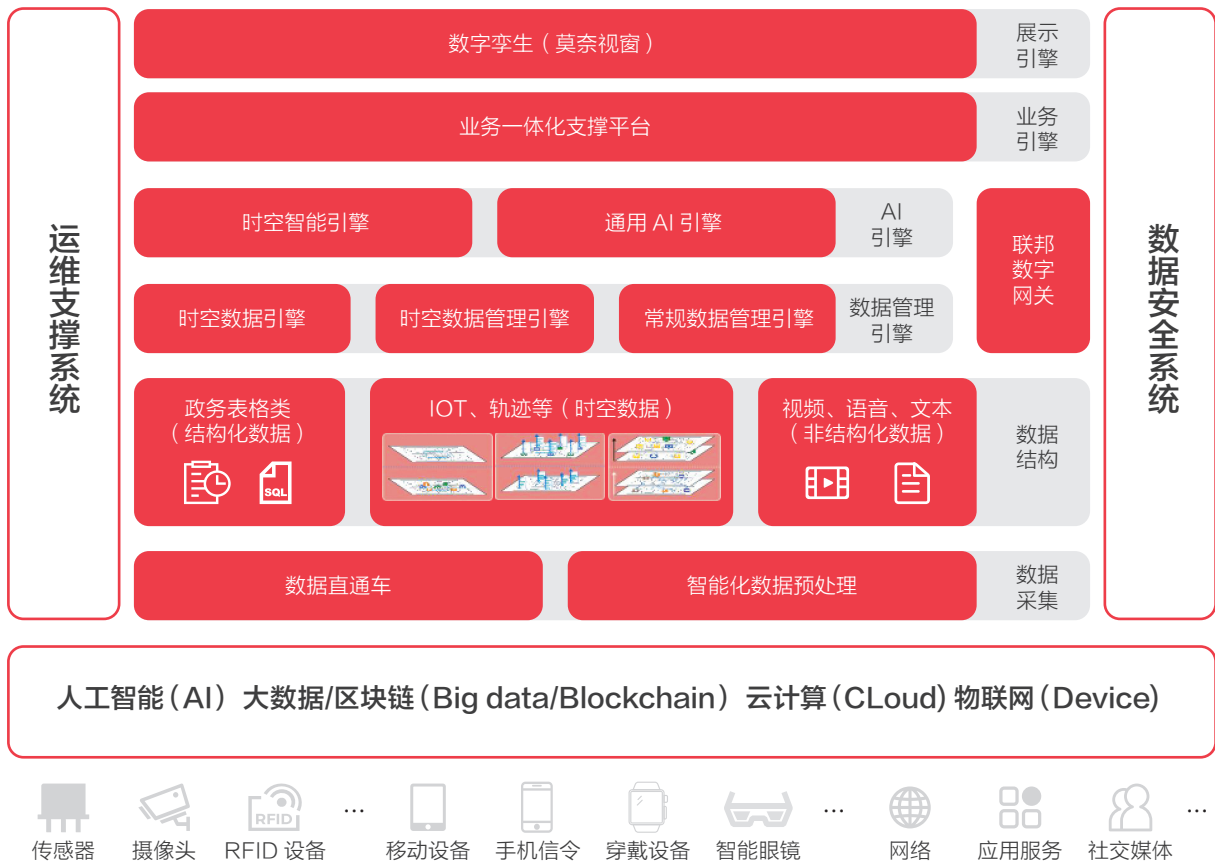 运维支撑系统
数字孪生（莫奈视窗）
展示
引擎
业务一体化支撑平台
业务
引擎
时空智能引擎
通用 AI 引擎
AI
引擎
联邦
数字
网关
时空数据引擎
时空数据管理引擎
常规数据管理引擎
数据管理
引擎
政务表格类
（结构化数据）
SQL
IOT、轨迹等（时空数据）
视频、语音、文本
（非结构化数据）
数据
结构
数据直通车
智能化数据预处理
数据
采集
数据安全系统
人工智能（AI） 大数据/区块链（Big data/Blockchain） 云计算（CLoud) 物联网（Device)
RFID
... ... ...
传感器 摄像头 RFID 设备 移动设备 手机信令 穿戴设备 智能眼镜 网络 应用服务 社交媒体